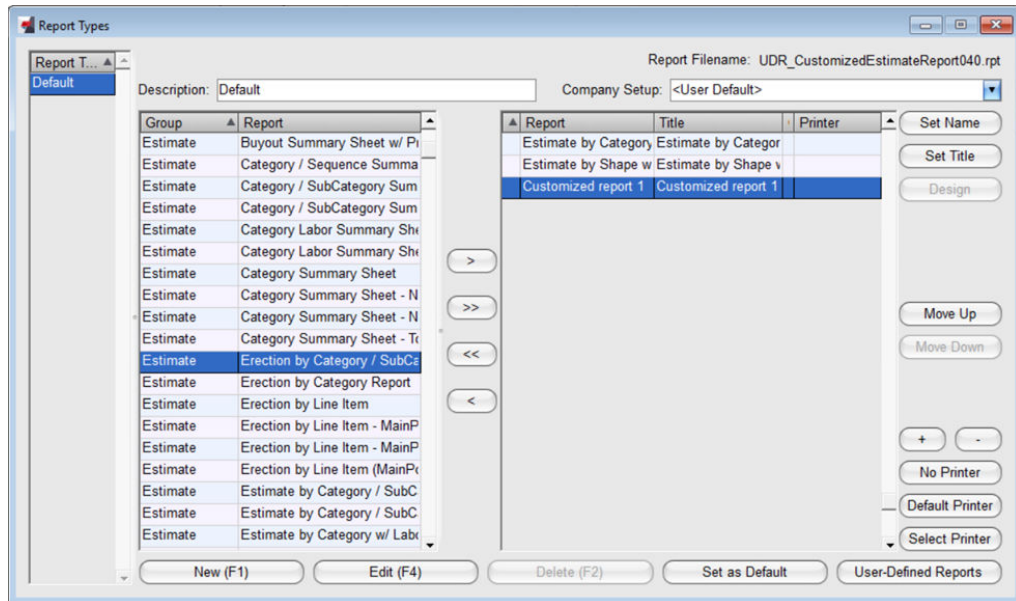 Report Types
Report T...
Default
Report Filename: UDR_CustomizedEstimateReport040.rpt
Description: Default
Company Setup: <User Default>
Group Report
Estimate Buyout Summary Sheet w/
Estimate Category / Sequence Summa
Estimate Category / SubCategory Sum
Estimate Category / SubCategory Sum
Estimate Category Labor Summary She
Estimate Category Labor Summary She
Estimate Category Summary Sheet
Estimate Category Summary Sheet - N
Estimate Category Summary Sheet - N
Estimate Category Summary Sheet - To
Estimate Erection by Category / SubCa
Estimate Erection by Category Report
Estimate Erection by Line Item
Estimate Erection by Line Item - MainP
Estimate Erection by Line Item - MainP
Estimate Erection by Line Item (MainPo
Estimate Estimate by Category / SubC
Estimate Estimate by Category / SubC
Estimate Estimate by Category w/ Labo
>
>>
<<
<
Report Title Printer
Estimate by Category Estimate by Categor
Estimate by Shape w Estimate by Shape
Customized report 1 Customized report 1
Set Name
Set Title
Design
Move Up
Move Down
+ -
No Printer
Default Printer
Select Printer
New (F1) Edit (F4) Delete (F2) Set as Default User-Defined Reports